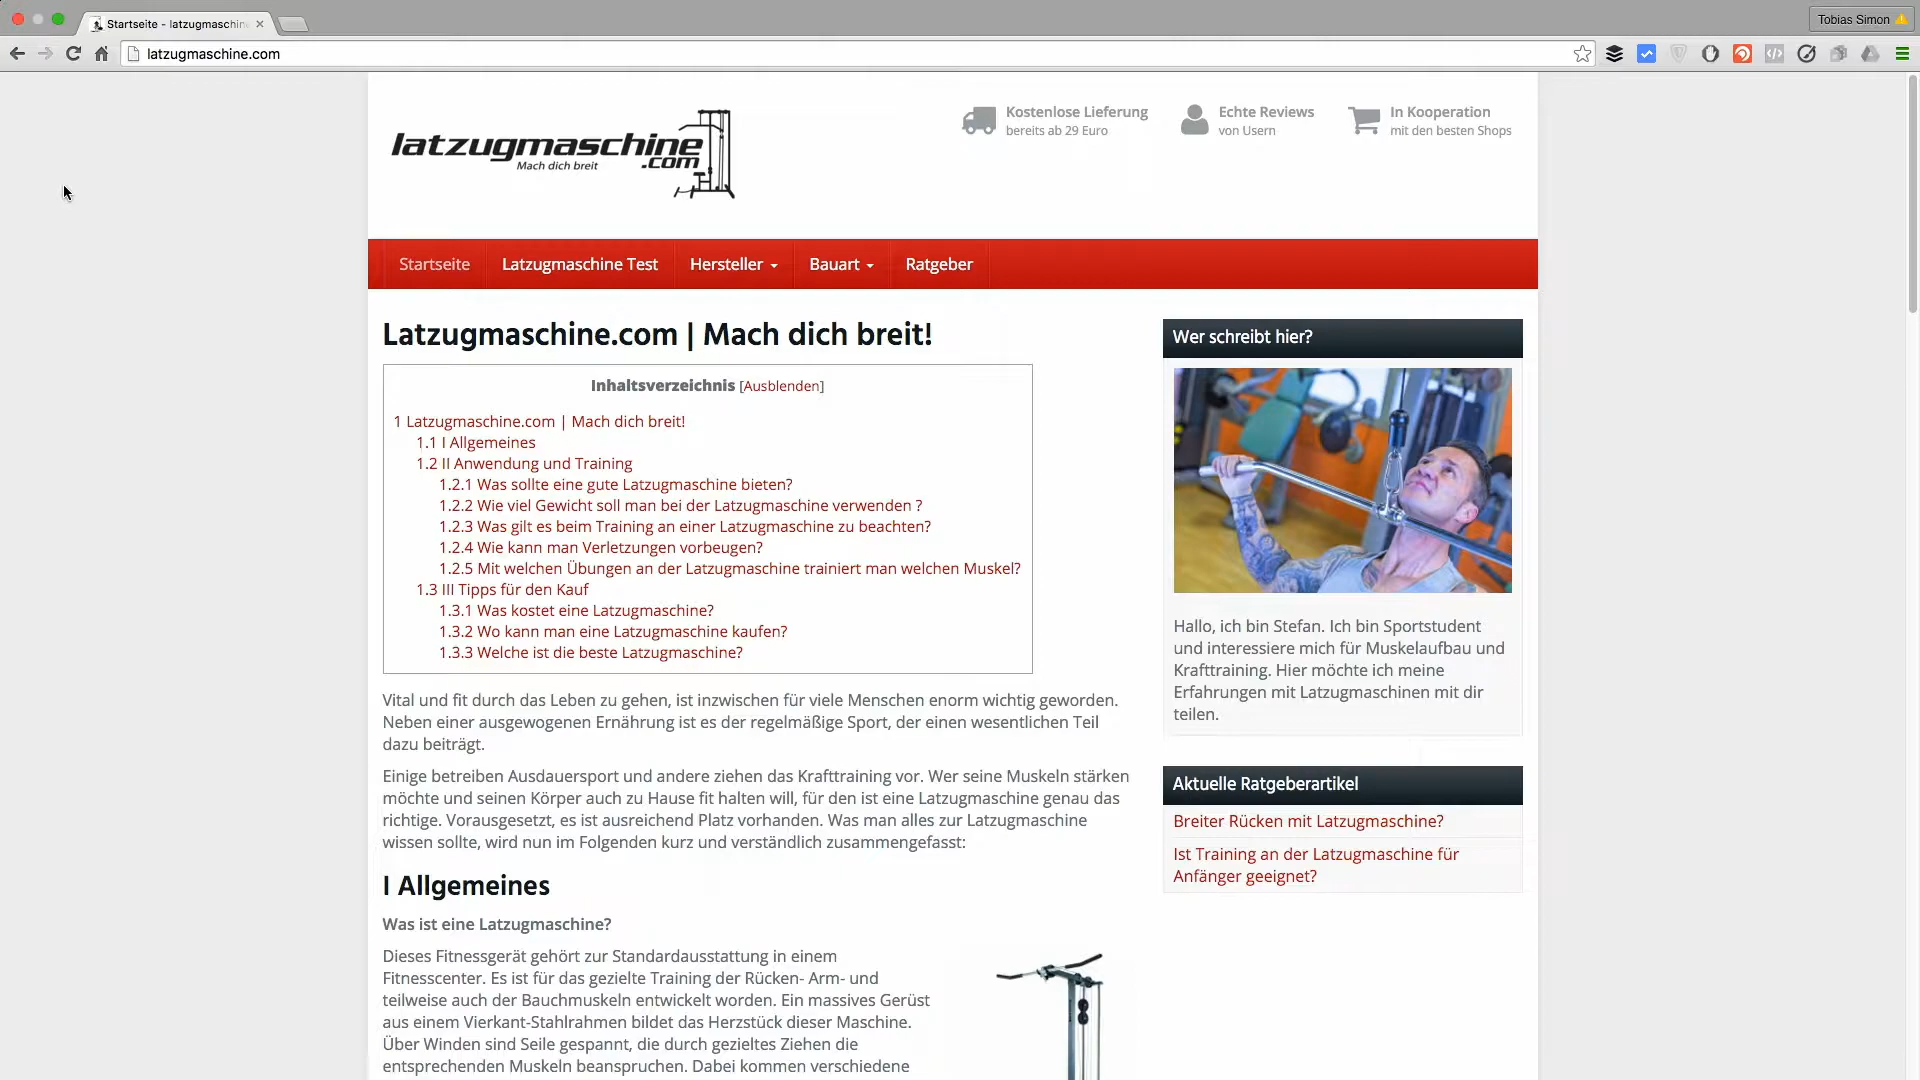 Startseite - latzugmaschin
Tobias Simon
latzugmaschine.com
latzugmaschine
.com
Mach dich breit
Kostenlose Lieferung
bereits ab 29 Euro
Echte Reviews
von Usern
In Kooperation
mit den besten Shops
Startseite
Latzugmaschine Test
Hersteller
Bauart
Ratgeber
Latzugmaschine.com | Mach dich breit!
Inhaltsverzeichnis [Ausblenden]
1 Latzugmaschine.com | Mach dich breit!
1.1 I Allgemeines
1.2 II Anwendung und Training
1.2.1 Was sollte eine gute Latzugmaschine bieten?
1.2.2 Wie viel Gewicht soll man bei der Latzugmaschine verwenden ?
1.2.3 Was gilt es beim Training an einer Latzugmaschine zu beachten?
1.2.4 Wie kann man Verletzungen vorbeugen?
1.2.5 Mit welchen Übungen an der Latzugmaschine trainiert man welchen Muskel?
1.3 III Tipps für den Kauf
1.3.1 Was kostet eine Latzugmaschine?
1.3.2 Wo kann man eine Latzugmaschine kaufen?
1.3.3 Welche ist die beste Latzugmaschine?
Vital und fit durch das Leben zu gehen, ist inzwischen für viele Menschen enorm wichtig geworden.
Neben einer ausgewogenen Ernährung ist es der regelmäßige Sport, der einen wesentlichen Teil
dazu beiträgt.
Einige betreiben Ausdauersport und andere ziehen das Krafttraining vor. Wer seine Muskeln stärken
möchte und seinen Körper auch zu Hause fit halten will, für den ist eine Latzugmaschine genau das
richtige. Vorausgesetzt, es ist ausreichend Platz vorhanden. Was man alles zur Latzugmaschine
wissen sollte, wird nun im Folgenden kurz und verständlich zusammengefasst:
I Allgemeines
Was ist eine Latzugmaschine?
Dieses Fitnessgerät gehört zur Standardausstattung in einem
Fitnesscenter. Es ist für das gezielte Training der Rücken- Arm- und
teilweise auch der Bauchmuskeln entwickelt worden. Ein massives Gerüst
aus einem Vierkant-Stahlrahmen bildet das Herzstück dieser Maschine.
Über Winden sind Seile gespannt, die durch gezieltes Ziehen die
entsprechenden Muskeln beanspruchen. Dabei kommen verschiedene
Wer schreibt hier?
Hallo, ich bin Stefan. Ich bin Sportstudent
und interessiere mich für Muskelaufbau und
Krafttraining. Hier möchte ich meine
Erfahrungen mit Latzugmaschinen mit dir
teilen.
Aktuelle Ratgeberartikel
Breiter Rücken mit Latzugmaschine?
Ist Training an der Latzugmaschine für
Anfänger geeignet?